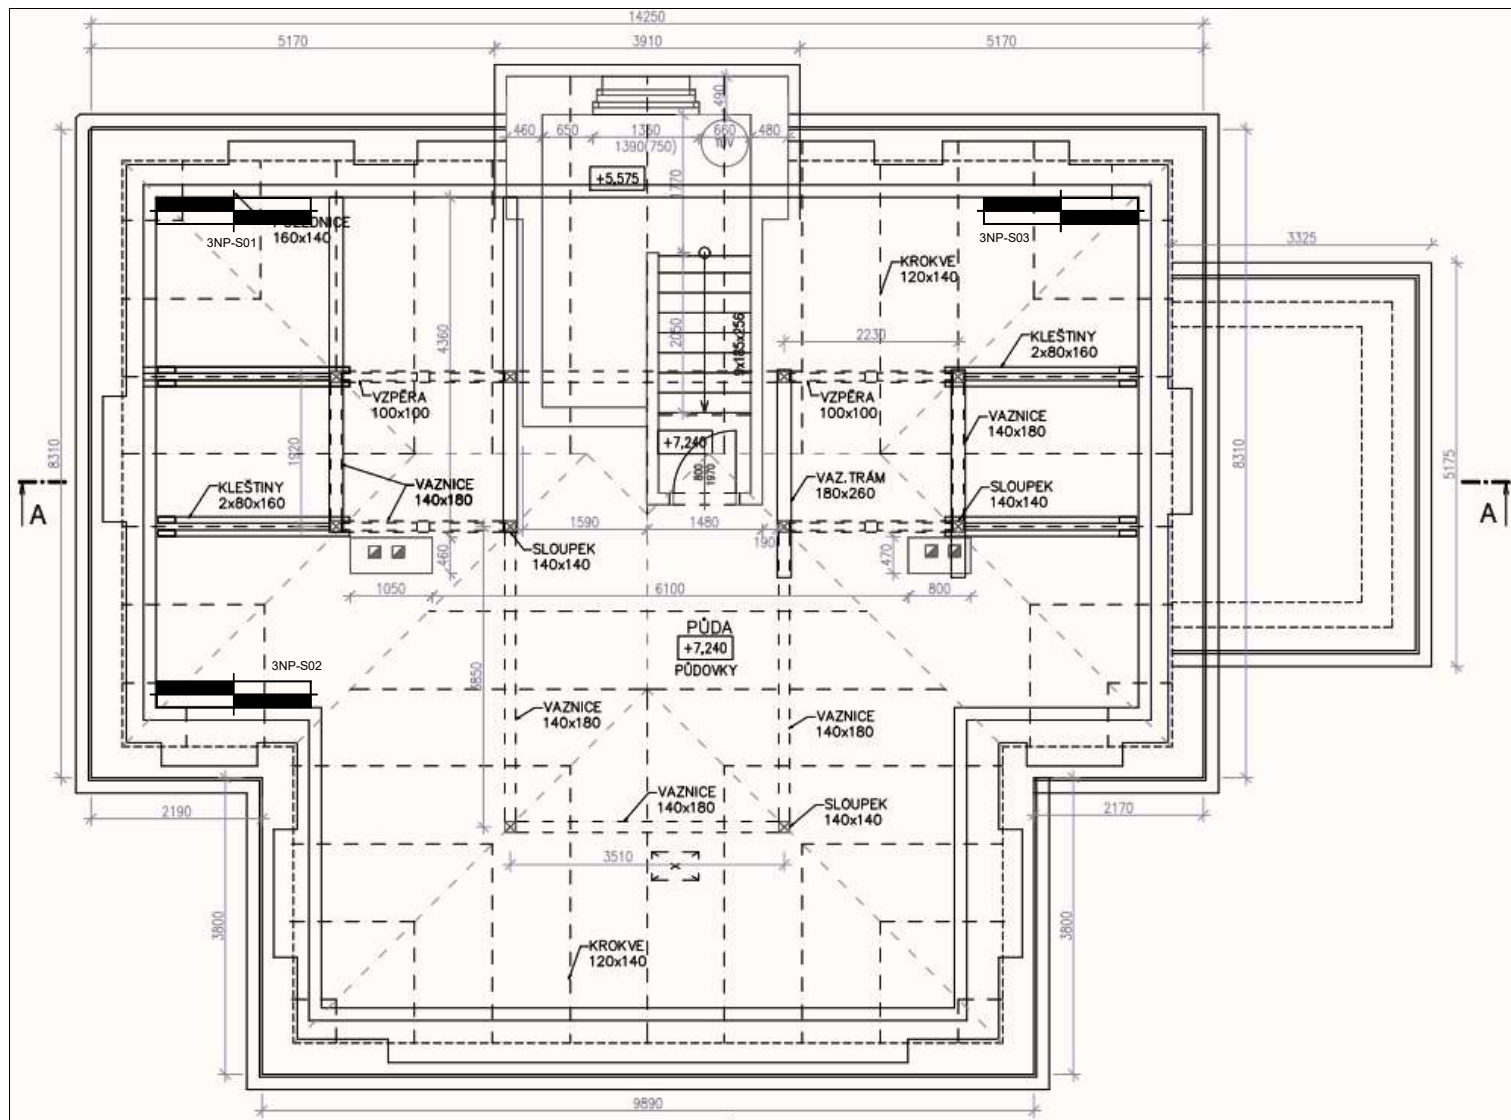 14250
5170
3910
5170
490
460
650
1360
660
480
1390(750)
TUV
+5,575
1770
160x140
3NP-S01
3NP-S03
3325
KROKVE
120x140
2050
9x185x256
4360
2230
KLEŠTINY
2x80x160
VZPĚRA
100x100
VZPĚRA
100x100
VAZNICE
140x180
+7,240
8310
1920
8310
5175
800
1970
KLEŠTINY
2x80x160
VAZNICE
140x180
VAZ.TRÁM
180x260
SLOUPEK
140x140
A
A
1590
1480
190
460
470
SLOUPEK
140x140
1050
6100
800
PŮDA
+7,240
PŮDOVKY
3NP-S02
VAZNICE
140x180
VAZNICE
140x180
VAZNICE
140x180
SLOUPEK
140x140
2190
2170
3510
3800
3800
KROKVE
120x140
9890